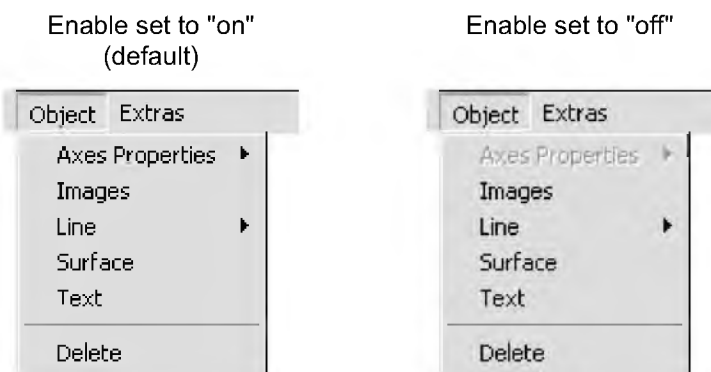 Enable set to "on"
(default)
Object Extras
Axes Properties
Images
Line
Surface
Text
Delete
Enable set to "off"
Object Extras
Axes Properties
Images
Line
Surface
Text
Delete